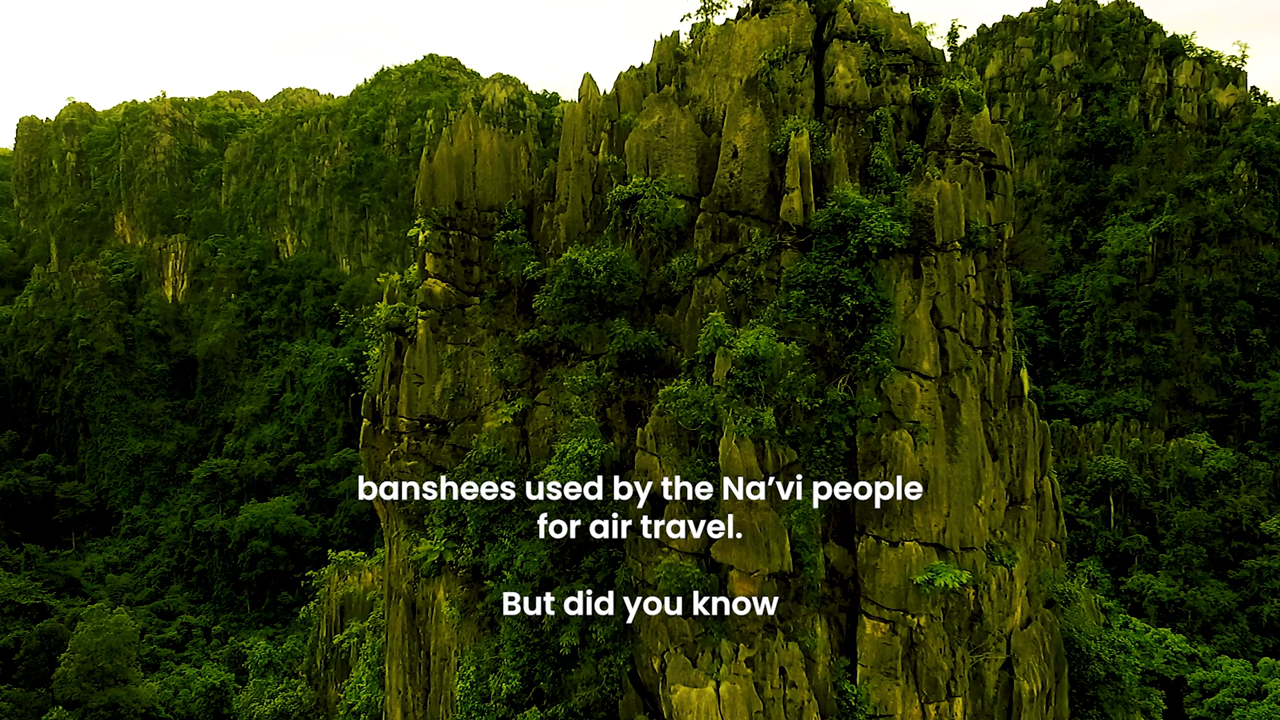 banshees used by the Na’vi people
for air travel.
But did you know